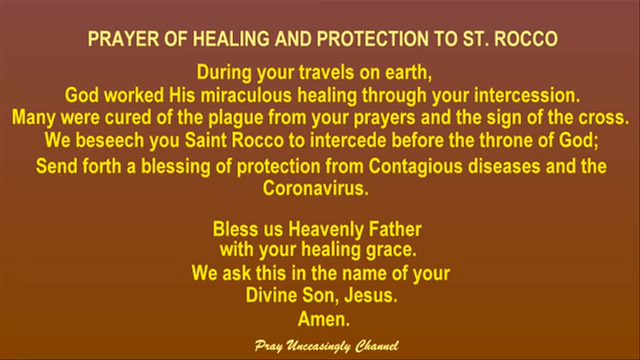 PRAYER OF HEALING AND PROTECTION TO ST. ROCCO
During your travels on earth,
God worked His miraculous healing through your intercession.
Many were cured of the plague from your prayers and the sign of the cross.
We beseech you Saint Rocco to intercede before the throne of God;
Send forth a blessing of protection from Contagious diseases and the
Coronavirus.
Bless us Heavenly Father
with your healing grace.
We ask this in the name of your
Divine Son, Jesus.
Amen.
Pray Unceasingly Channel